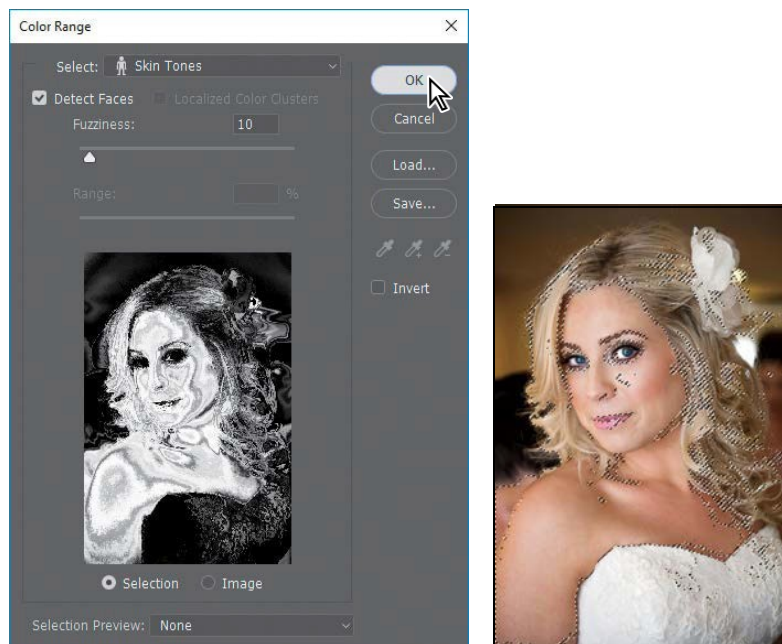 Color Range
Select: Skin Tones
OK
Detect Faces Localized Color Clusters
Cancel
Fuzziness: 10
Load...
Range: %
Save...
Invert
Selection Image
Selection Preview: None